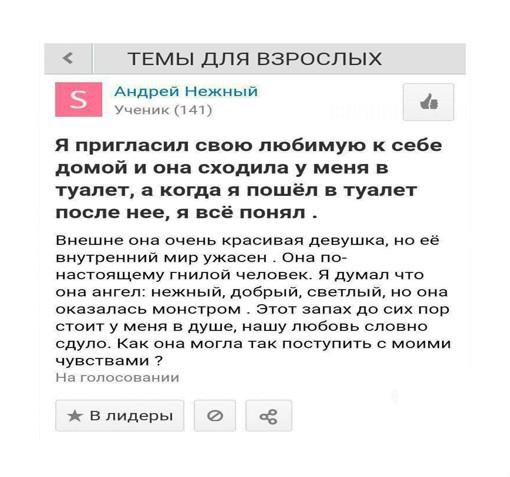 ТЕМЫ ДЛЯ ВЗРОСЛЫХ
S
Андрей Нежный
Ученик (141)
Я пригласил свою любимую к себе
домой и она сходила у меня в
туалет, а когда я пошёл в туалет
после нее, я всё понял .
Внешне она очень красивая девушка, но её
внутренний мир ужасен . Она по-
настоящему гнилой человек. Я думал что
она ангел: нежный, добрый, светлый, но она
оказалась монстром . Этот запах до сих пор
стоит у меня в душе, нашу любовь словно
сдуло. Как она могла так поступить с моими
чувствами ?
На голосовании
В лидеры